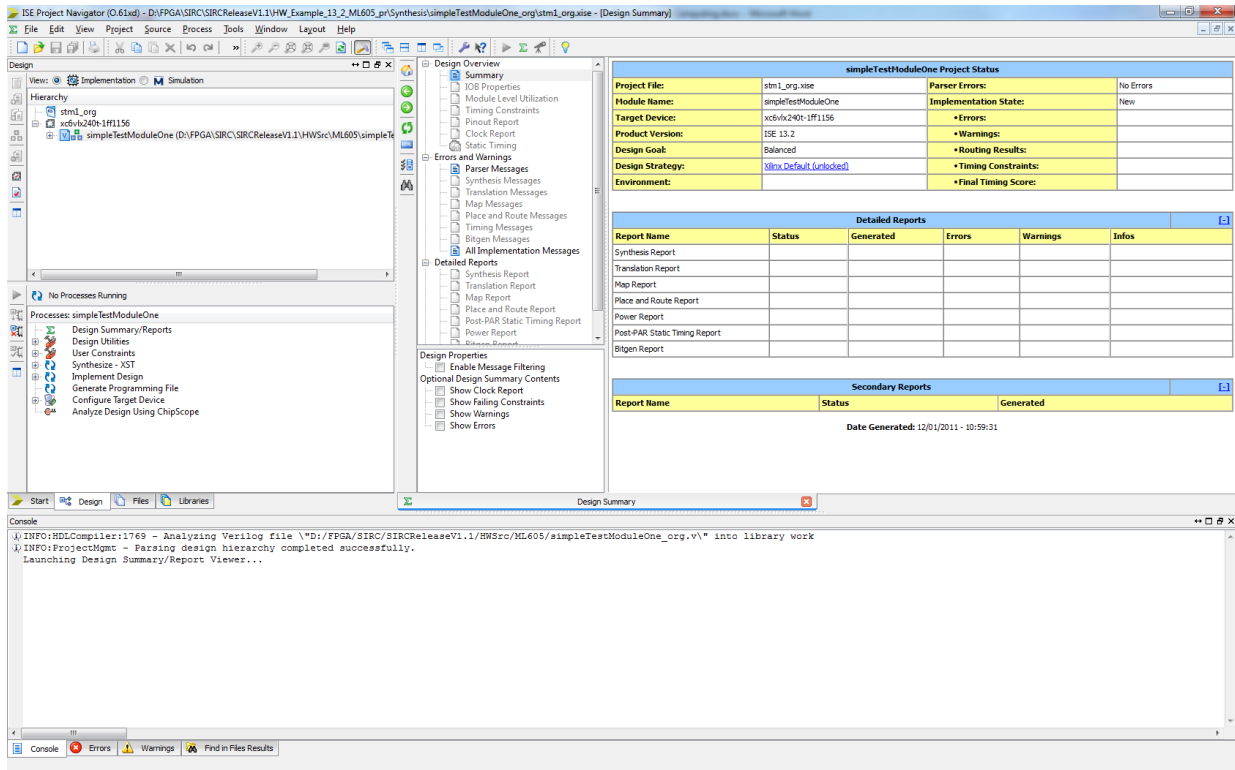 ISE Project Navigator (O.61xd) - D:\FPGA\SIRC\SIRCReleaseV1.1\HW_Example_13_2_ML605_pr\Synthesis\simpleTestModuleOne_org\stm1_org.xise - [Design Summary]
File Edit View Project Source Process Tools Window Layout Help
Design
View: Implementation Simulation
Hierarchy
stm1_org
xc6vlx240t-1ff1156
simpleTestModuleOne (D:\FPGA\SIRC\SIRCReleaseV1.1\HWSrc\ML605\simpleTe
No Processes Running
Processes: simpleTestModuleOne
Design Summary/Reports
Design Utilities
User Constraints
Synthesize - XST
Implement Design
Generate Programming File
Configure Target Device
Analyze Design Using ChipScope
Start Design Files Libraries
Design Overview
Summary
IOB Properties
Module Level Utilization
Timing Constraints
Pinout Report
Clock Report
Static Timing
Errors and Warnings
Parser Messages
Synthesis Messages
Translation Messages
Map Messages
Place and Route Messages
Timing Messages
Bitgen Messages
All Implementation Messages
Detailed Reports
Synthesis Report
Translation Report
Map Report
Place and Route Report
Post-PAR Static Timing Report
Power Report
Bitgen Report
Design Properties
Enable Message Filtering
Optional Design Summary Contents
Show Clock Report
Show Failing Constraints
Show Warnings
Show Errors
simpleTestModuleOne Project Status
Project File: stm1_org.xise Parser Errors: No Errors
Module Name: simpleTestModuleOne Implementation State: New
Target Device: xc6vlx240t-1ff1156 •Errors:
Product Version: ISE 13.2 •Warnings:
Design Goal: Balanced •Routing Results:
Design Strategy: Xilinx Default (unlocked) •Timing Constraints:
Environment: •Final Timing Score:
Detailed Reports [-]
Report Name Status Generated Errors Warnings Infos
Synthesis Report
Translation Report
Map Report
Place and Route Report
Power Report
Post-PAR Static Timing Report
Bitgen Report
Secondary Reports [-]
Report Name Status Generated
Date Generated: 12/01/2011 - 10:59:31
Design Summary
Console
INFO:HDLCompiler:1769 - Analyzing Verilog file \"D:/FPGA/SIRC/SIRCReleaseV1.1/HWSrc/ML605/simpleTestModuleOne_org.v\" into library work
INFO:ProjectMgmt - Parsing design hierarchy completed successfully.
Launching Design Summary/Report Viewer...
Console Errors Warnings Find in Files Results